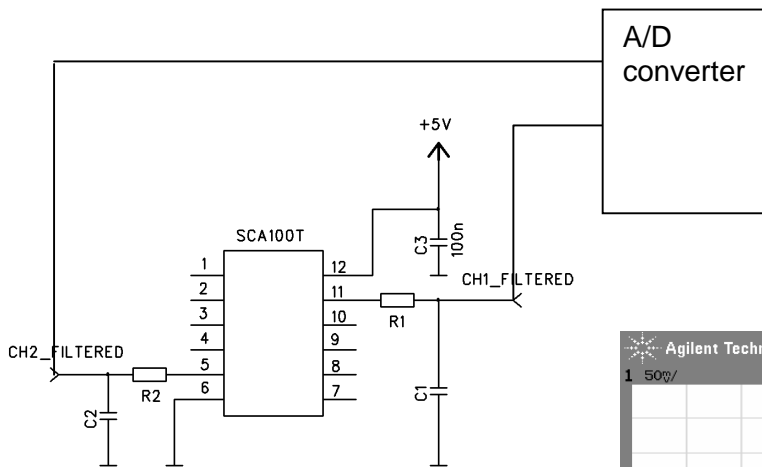 A/D
converter
+5V
SCA100T
C3
100n
1
12
CH1_FILTERED
2
11
3
10
R1
CH2_FILTERED
4
9
5
8
6
7
R2
C2
C1
Agilent Techn
1 50mV/